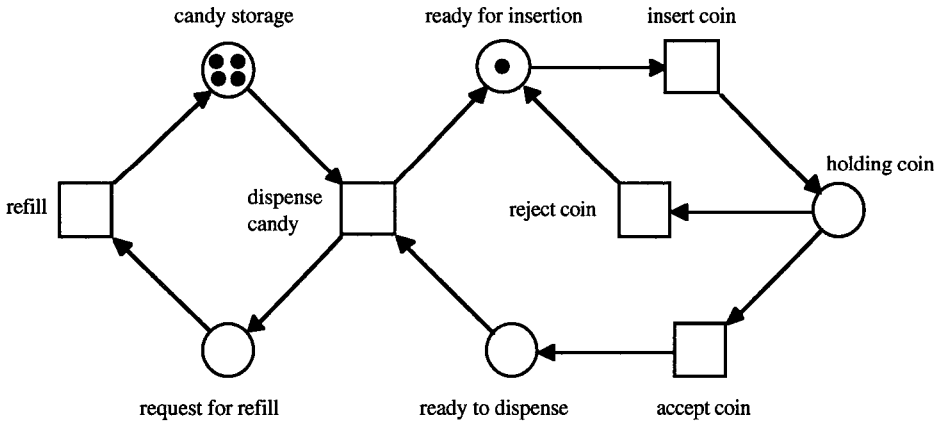 candy storage
ready for insertion
insert coin
holding coin
refill
dispense
candy
reject coin
request for refill
ready to dispense
accept coin